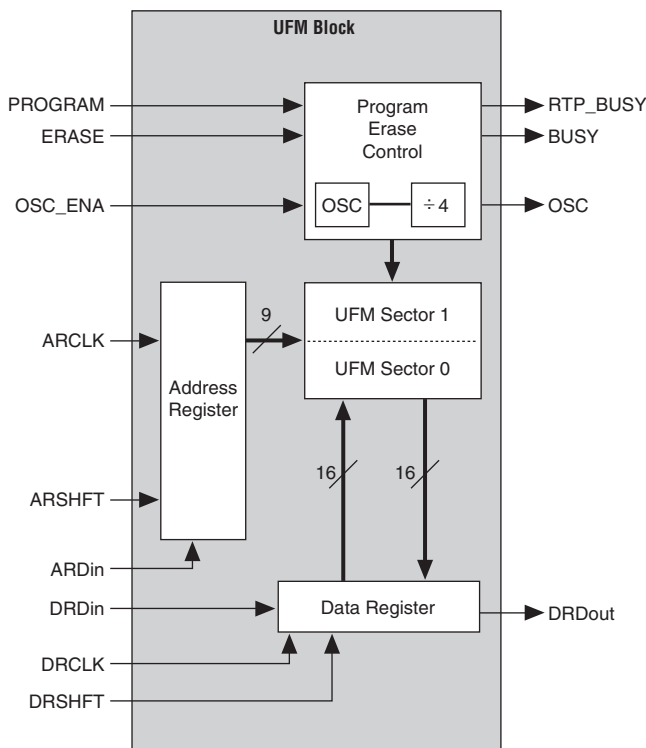 UFM Block
PROGRAM
ERASE
OSC_ENA
Program
Erase
Control
OSC
÷ 4
RTP_BUSY
BUSY
OSC
ARCLK
ARSHFT
ARDin
Address
Register
9
UFM Sector 1
UFM Sector 0
16
16
DRDin
DRCLK
DRSHFT
Data Register
DRDout